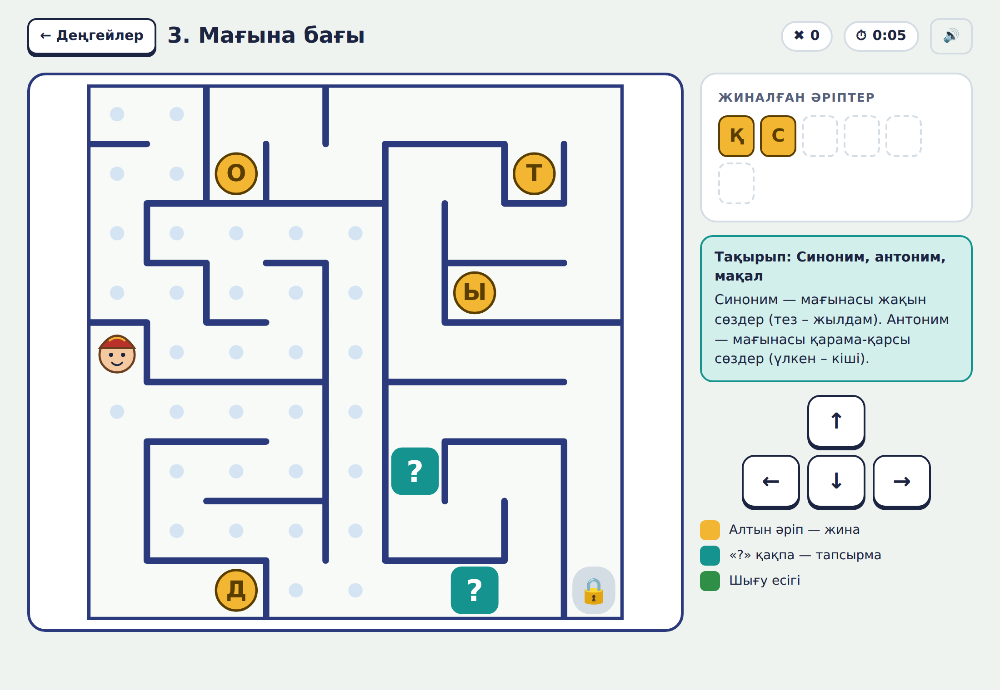 ← Деңгейлер
3. Мағына бағы
✖ 0
⏱ 0:05
ЖИНАЛҒАН ӘРІПТЕР
Қ С
О
Т
Ы
?
Д
?
Тақырып: Синоним, антоним,
мақал
Синоним — мағынасы жақын
сөздер (тез – жылдам). Антоним
— мағынасы қарама-қарсы
сөздер (үлкен – кіші).
↑
← ↓ →
Алтын әріп — жина
«?» қақпа — тапсырма
Шығу есігі